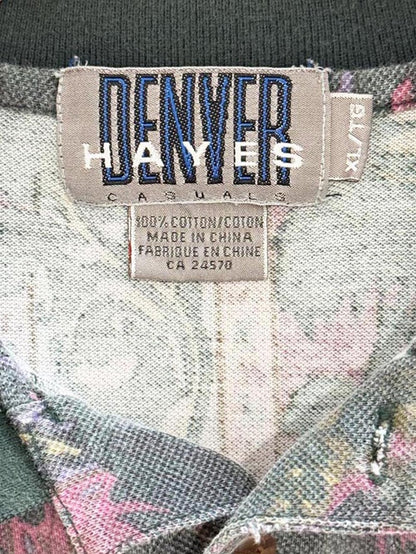 DENVER
HAYES
CASUALS
XL/TG
100% COTTON/COTON
MADE IN CHINA
FABRIQUE EN CHINE
CA 24570